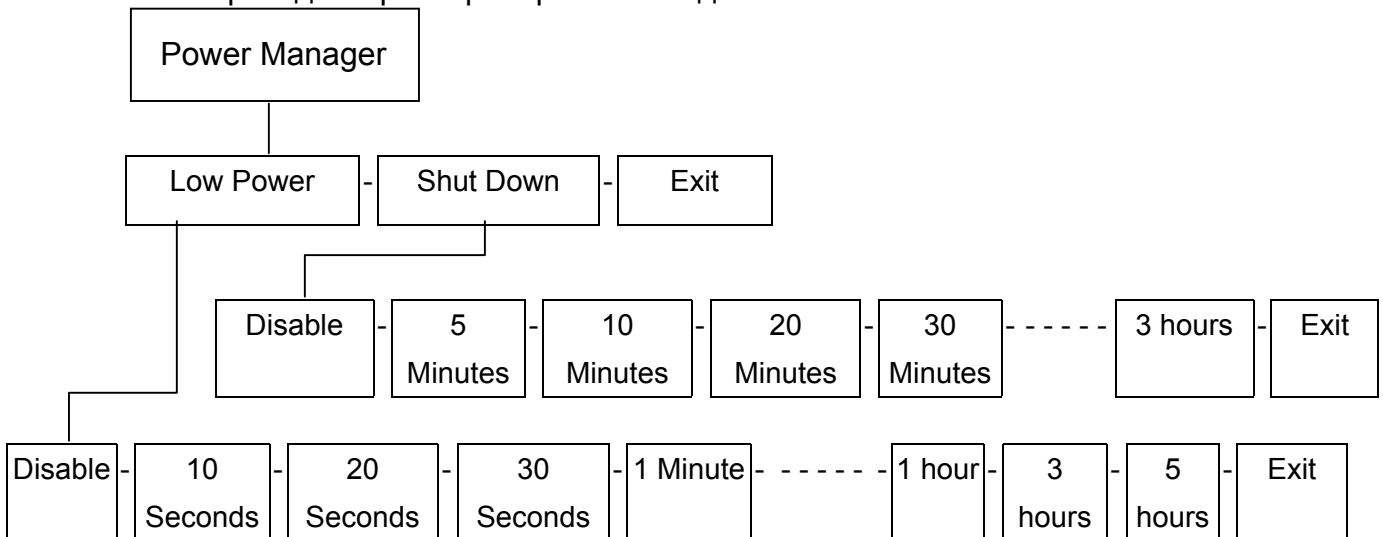 Power Manager
Low Power - Shut Down - Exit
Disable - 5 Minutes - 10 Minutes - 20 Minutes - 30 Minutes - - - - - - 3 hours - Exit
Disable - 10 Seconds - 20 Seconds - 30 Seconds - 1 Minute - - - - - - - 1 hour - 3 hours - 5 hours - Exit